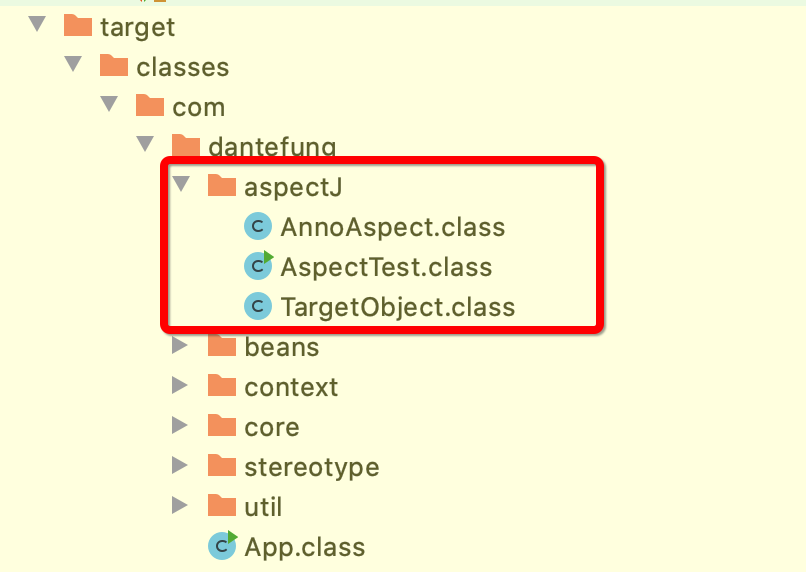 target
classes
com
dantefung
aspectJ
AnnoAspect.class
AspectTest.class
TargetObject.class
beans
context
core
stereotype
util
App.class